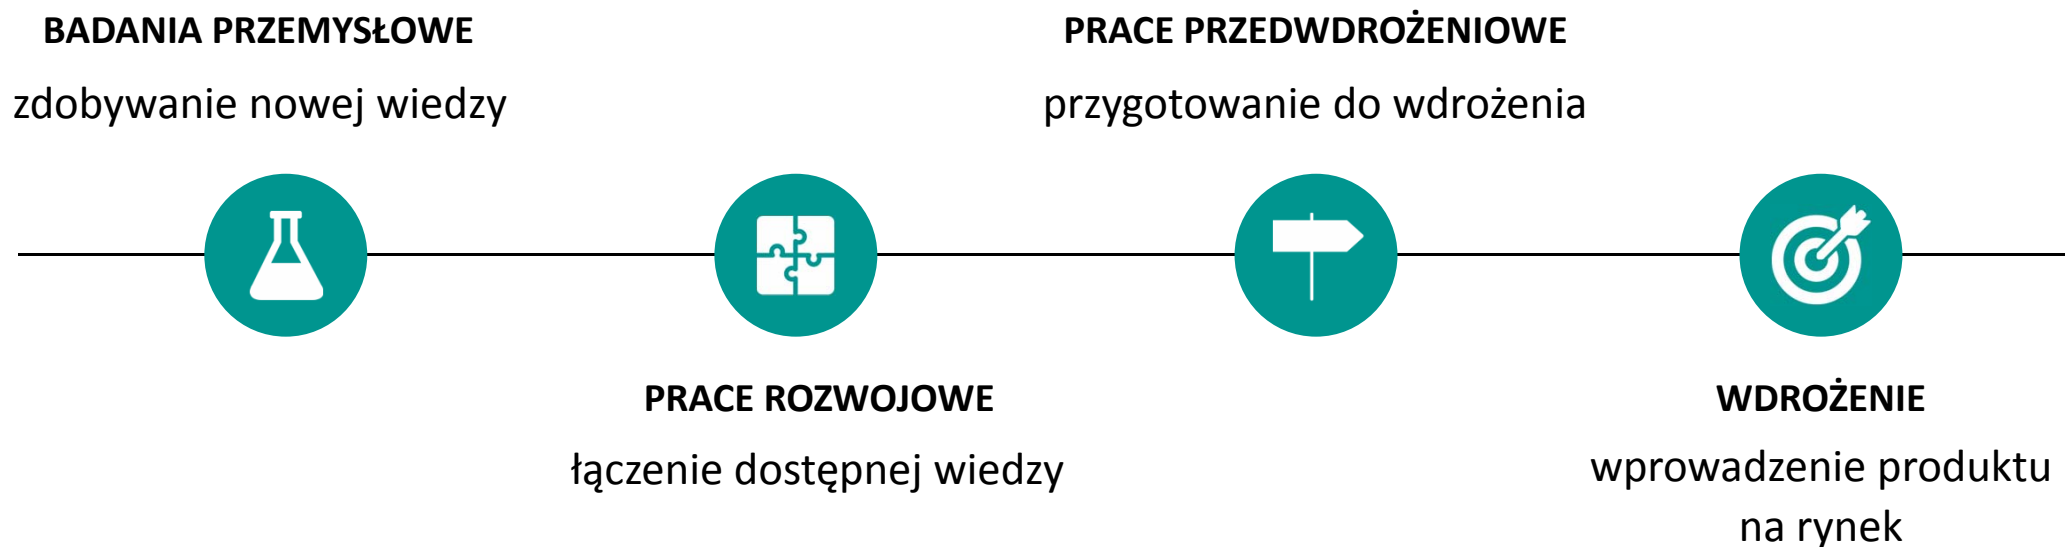 BADANIA PRZEMYSŁOWE
zdobywanie nowej wiedzy
PRACE ROZWOJOWE
łączenie dostępnej wiedzy
PRACE PRZEDWDROŻENIOWE
przygotowanie do wdrożenia
WDROŻENIE
wprowadzenie produktu
na rynek